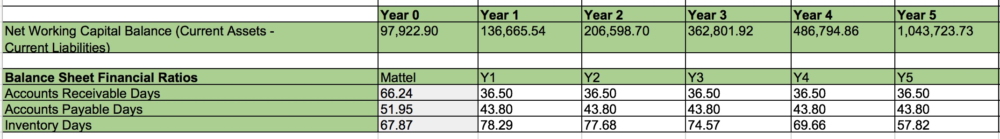 Year 0 Year 1 Year 2 Year 3 Year 4 Year 5
Net Working Capital Balance (Current Assets - 97,922.90 136,665.54 206,598.70 362,801.92 486,794.86 1,043,723.73
Current Liabilities)
Balance Sheet Financial Ratios Mattel Y1 Y2 Y3 Y4 Y5
Accounts Receivable Days 66.24 36.50 36.50 36.50 36.50 36.50
Accounts Payable Days 51.95 43.80 43.80 43.80 43.80 43.80
Inventory Days 67.87 78.29 77.68 74.57 69.66 57.82